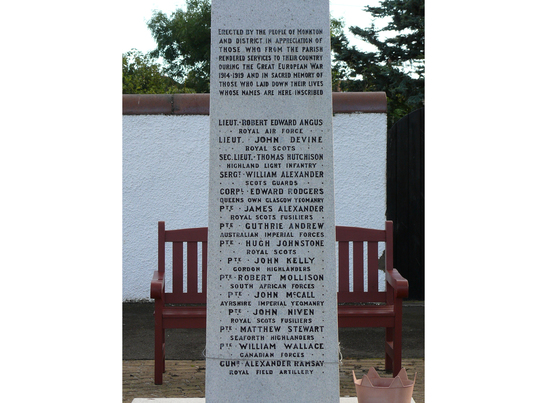 ERECTED BY THE PEOPLE OF MONKTON
AND DISTRICT IN APPRECIATION OF
THOSE WHO FROM THE PARISH
RENDERED SERVICES TO THEIR COUNTRY
DURING THE GREAT EUROPEAN WAR
1914-1919 AND IN SACRED MEMORY OF
THOSE WHO LAID DOWN THEIR LIVES
WHOSE NAMES ARE HERE INSCRIBED
LIEUT. · ROBERT EDWARD ANGUS
· ROYAL AIR FORCE ·
LIEUT. · JOHN DEVINE
· ROYAL SCOTS ·
SEC. LIEUT. · THOMAS HUTCHISON
· HIGHLAND LIGHT INFANTRY ·
SERGT · WILLIAM ALEXANDER
· SCOTS GUARDS ·
CORPL · EDWARD RODGERS
QUEENS OWN GLASGOW YEOMANRY
PTE · JAMES ALEXANDER
· ROYAL SCOTS FUSILIERS ·
PTE · GUTHRIE ANDREW
AUSTRALIAN IMPERIAL FORCES
PTE · HUGH JOHNSTONE
· ROYAL SCOTS ·
PTE · JOHN KELLY
· GORDON HIGHLANDERS ·
PTE · ROBERT MOLLISON
· SOUTH AFRICAN FORCES ·
PTE · JOHN McCALL
AYRSHIRE IMPERIAL YEOMANRY
PTE · JOHN NIVEN
· ROYAL SCOTS FUSILIERS ·
PTE · MATTHEW STEWART
· SEAFORTH HIGHLANDERS ·
PTE · WILLIAM WALLACE
· CANADIAN FORCES ·
GUNR · ALEXANDER RAMSAY
· ROYAL FIELD ARTILLERY ·